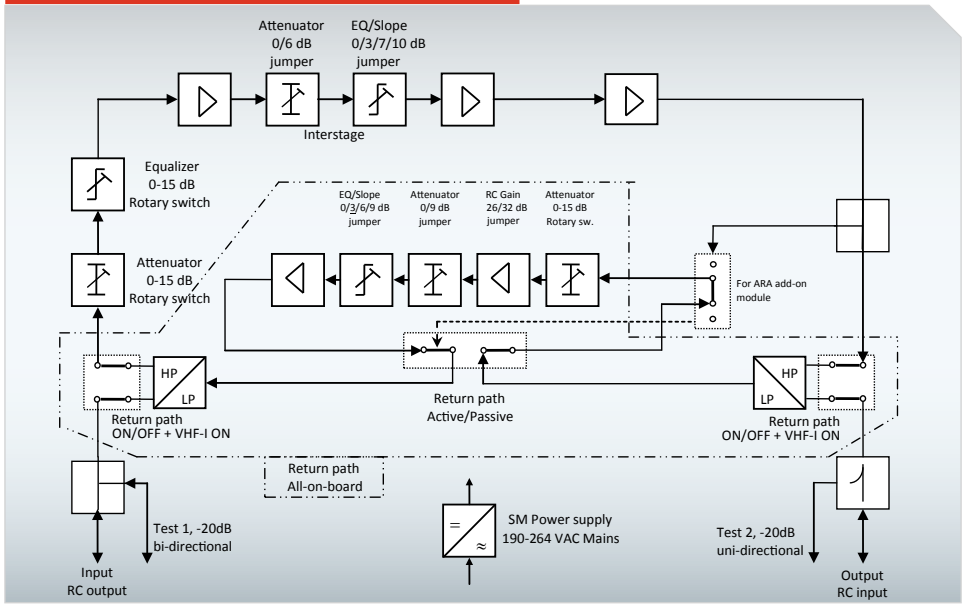 Attenuator
0/6 dB
jumper
EQ/Slope
0/3/7/10 dB
jumper
Interstage
Equalizer
0-15 dB
Rotary switch
EQ/Slope
0/3/6/9 dB
jumper
Attenuator
0/9 dB
jumper
RC Gain
26/32 dB
jumper
Attenuator
0-15 dB
Rotary sw.
Attenuator
0-15 dB
Rotary switch
For ARA add-on
module
HP
LP
Return path
ON/OFF + VHF-I ON
Return path
Active/Passive
HP
LP
Return path
ON/OFF + VHF-I ON
Return path
All-on-board
Test 1, -20dB
bi-directional
=
≈
SM Power supply
190-264 VAC Mains
Test 2, -20dB
uni-directional
Input
RC output
Output
RC input